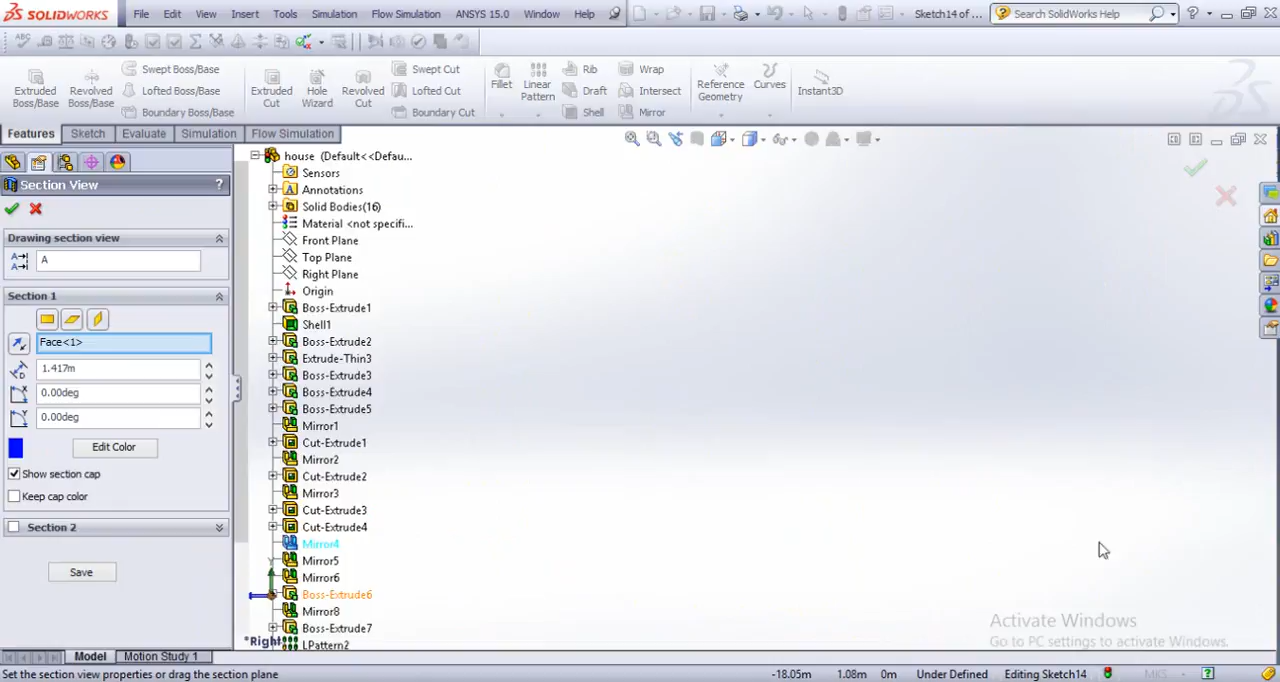 SOLIDWORKS File Edit View Insert Tools Simulation Flow Simulation ANSYS 15.0 Window Help Sketch14 of ... Search SolidWorks Help
Extruded Boss/Base Revolved Boss/Base Swept Boss/Base Extruded Cut Hole Wizard Revolved Cut Swept Cut Fillet Linear Pattern Rib Wrap Reference Geometry Curves Instant3D
Lofted Boss/Base Lofted Cut Draft Intersect
Boundary Boss/Base Boundary Cut Shell Mirror
Features Sketch Evaluate Simulation Flow Simulation
Section View ?
Drawing section view
A
Section 1
Face<1>
1.417m
0.00deg
0.00deg
Edit Color
Show section cap
Keep cap color
Section 2
Save
house (Default<<Defau...
Sensors
Annotations
Solid Bodies(16)
Material <not specifi...
Front Plane
Top Plane
Right Plane
Origin
Boss-Extrude1
Shell1
Boss-Extrude2
Extrude-Thin3
Boss-Extrude3
Boss-Extrude4
Boss-Extrude5
Mirror1
Cut-Extrude1
Mirror2
Cut-Extrude2
Mirror3
Cut-Extrude3
Cut-Extrude4
Mirror4
Mirror5
Mirror6
Boss-Extrude6
Mirror8
Boss-Extrude7
LPattern2
Y
*Right
Activate Windows
Go to PC settings to activate Windows.
Model Motion Study 1
Set the section view properties or drag the section plane -18.05m 1.08m 0m Under Defined Editing Sketch14 MKS